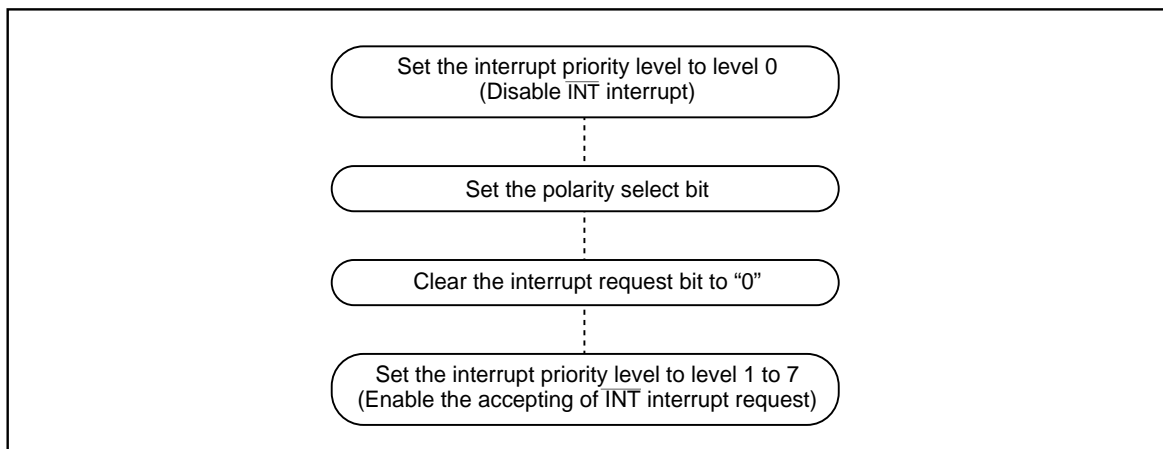 Set the interrupt priority level to level 0
(Disable INT interrupt)
Set the polarity select bit
Clear the interrupt request bit to “0”
Set the interrupt priority level to level 1 to 7
(Enable the accepting of INT interrupt request)